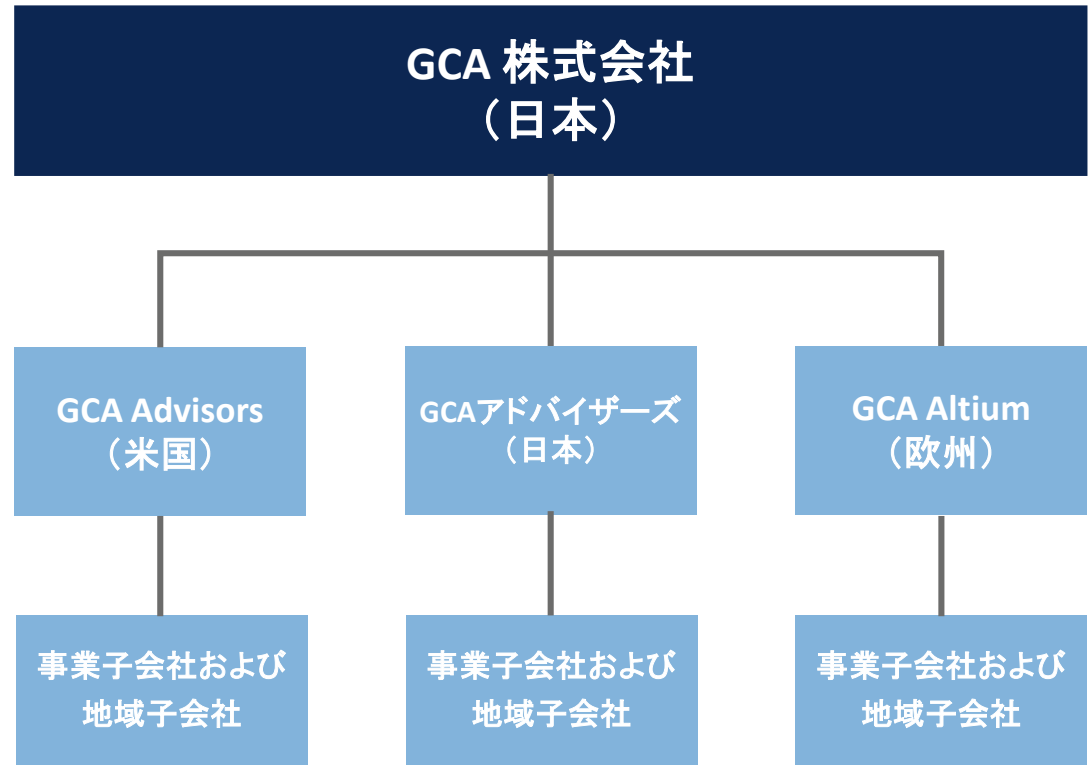 GCA 株式会社
（日本）
GCA Advisors
（米国）
GCAアドバイザーズ
（日本）
GCA Altium
（欧州）
事業子会社および
地域子会社
事業子会社および
地域子会社
事業子会社および
地域子会社